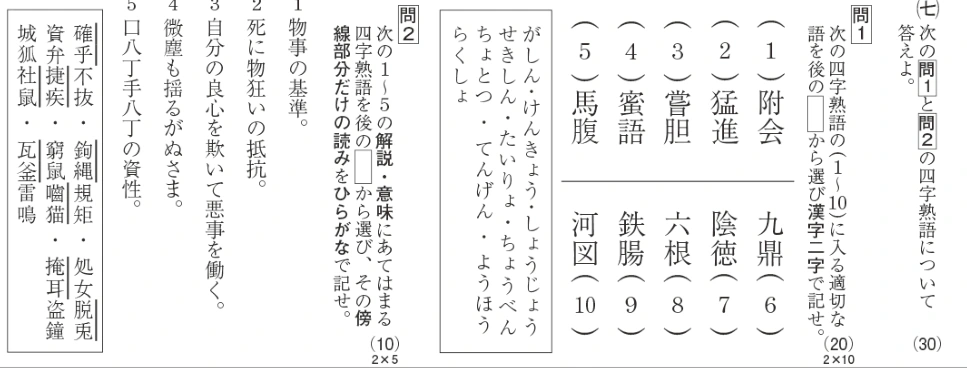 ㈦ 次の問1と問2の四字熟語について
答えよ。
(30)
問1
次の四字熟語の(1〜10)に入る適切な
語を後の□から選び漢字二字で記せ。
(20)
2×10
(1)附会
(2)猛進
(3)嘗胆
(4)蜜語
(5)馬腹
九鼎(6)
陰徳(7)
六根(8)
鉄腸(9)
河図(10)
がしん・けんきょう・しょうじょう
せきしん・たいりょ・ちょうべん
ちょとつ・てんげん・ようほう
らくしょ
問2
次の1〜5の解説・意味にあてはまる
四字熟語を後の□から選び、その傍
線部分だけの読みをひらがなで記せ。
(10)
2×5
1 物事の基準。
2 死に物狂いの抵抗。
3 自分の良心を欺いて悪事を働く。
4 微塵も揺るがぬさま。
5 口八丁手八丁の資性。
確乎不抜・鉤縄規矩・処女脱兎
資弁捷疾・窮鼠嚙猫・掩耳盗鐘
城狐社鼠・瓦釜雷鳴